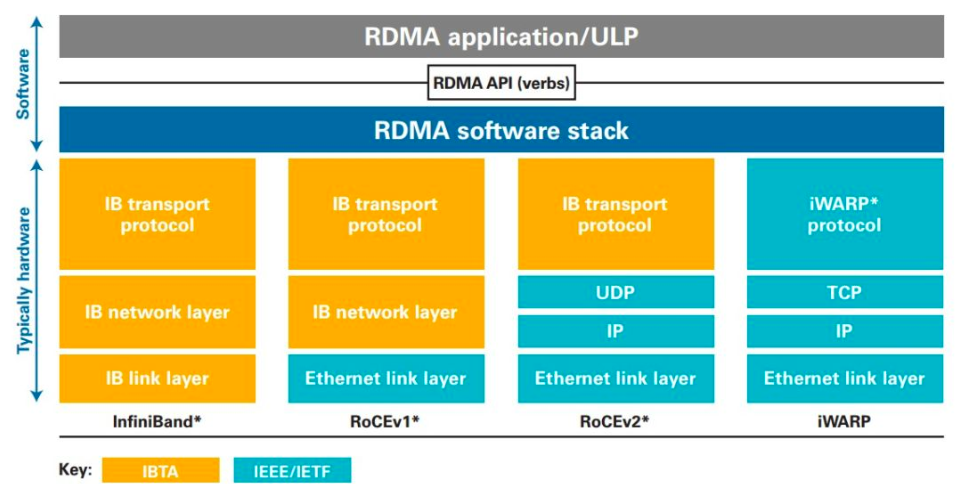 RDMA application/ULP
RDMA API (verbs)
RDMA software stack
Software
Typically hardware
IB transport
protocol
IB network layer
IB link layer
InfiniBand*
IB transport
protocol
IB network layer
Ethernet link layer
RoCEv1*
IB transport
protocol
UDP
IP
Ethernet link layer
RoCEv2*
iWARP*
protocol
TCP
IP
Ethernet link layer
iWARP
Key:
IBTA
IEEE/IETF